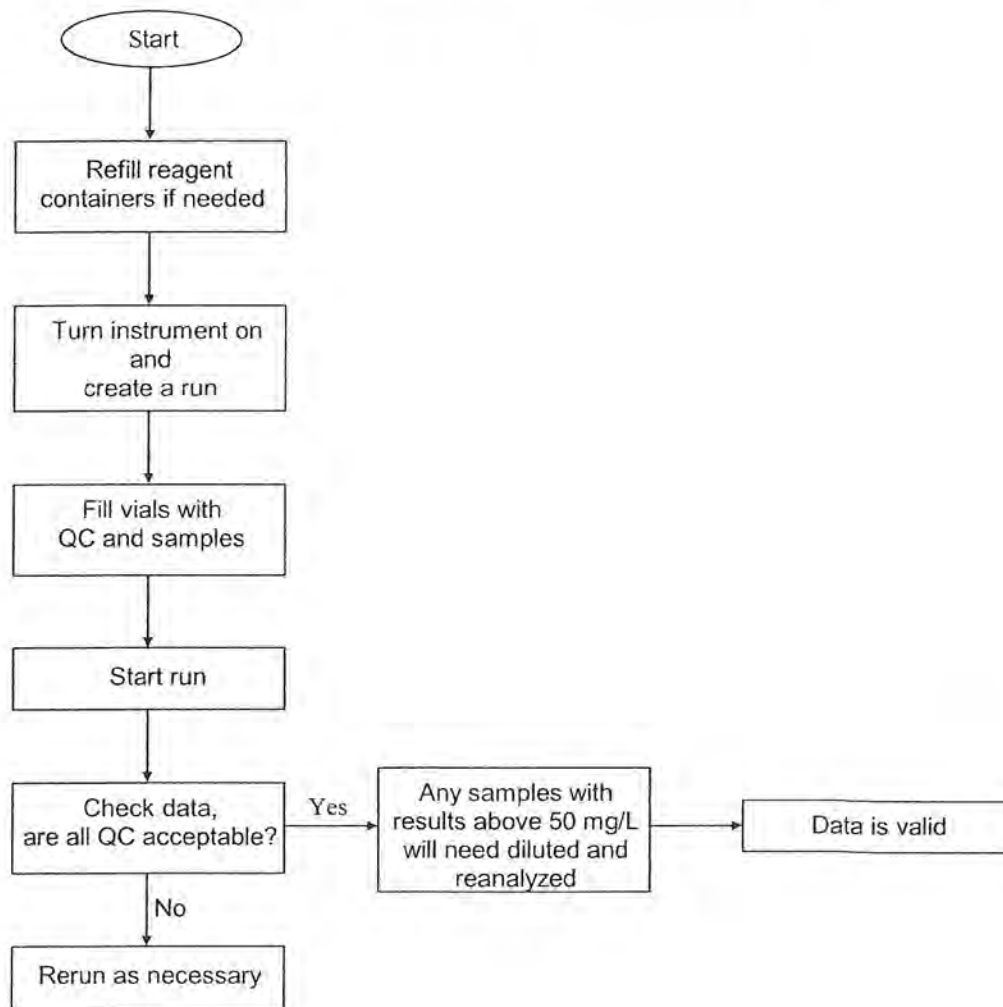 Start
Refill reagent
containers if needed
Turn instrument on
and
create a run
Fill vials with
QC and samples
Start run
Check data,
are all QC acceptable?
Yes
Any samples with
results above 50 mg/L
will need diluted and
reanalyzed
Data is valid
No
Rerun as necessary